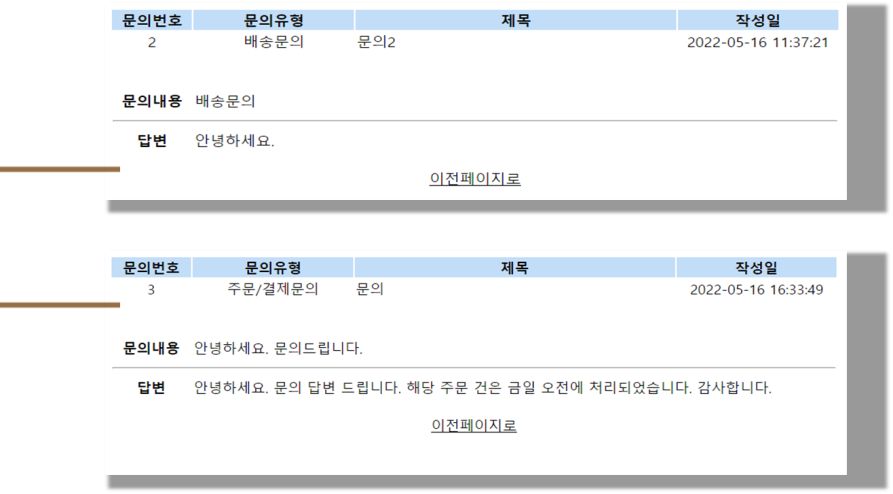 문의번호 문의유형 제목 작성일
2 배송문의 문의2 2022-05-16 11:37:21
문의내용 배송문의
답변 안녕하세요.
이전페이지로
문의번호 문의유형 제목 작성일
3 주문/결제문의 문의 2022-05-16 16:33:49
문의내용 안녕하세요. 문의드립니다.
답변 안녕하세요. 문의 답변 드립니다. 해당 주문 건은 금일 오전에 처리되었습니다. 감사합니다.
이전페이지로